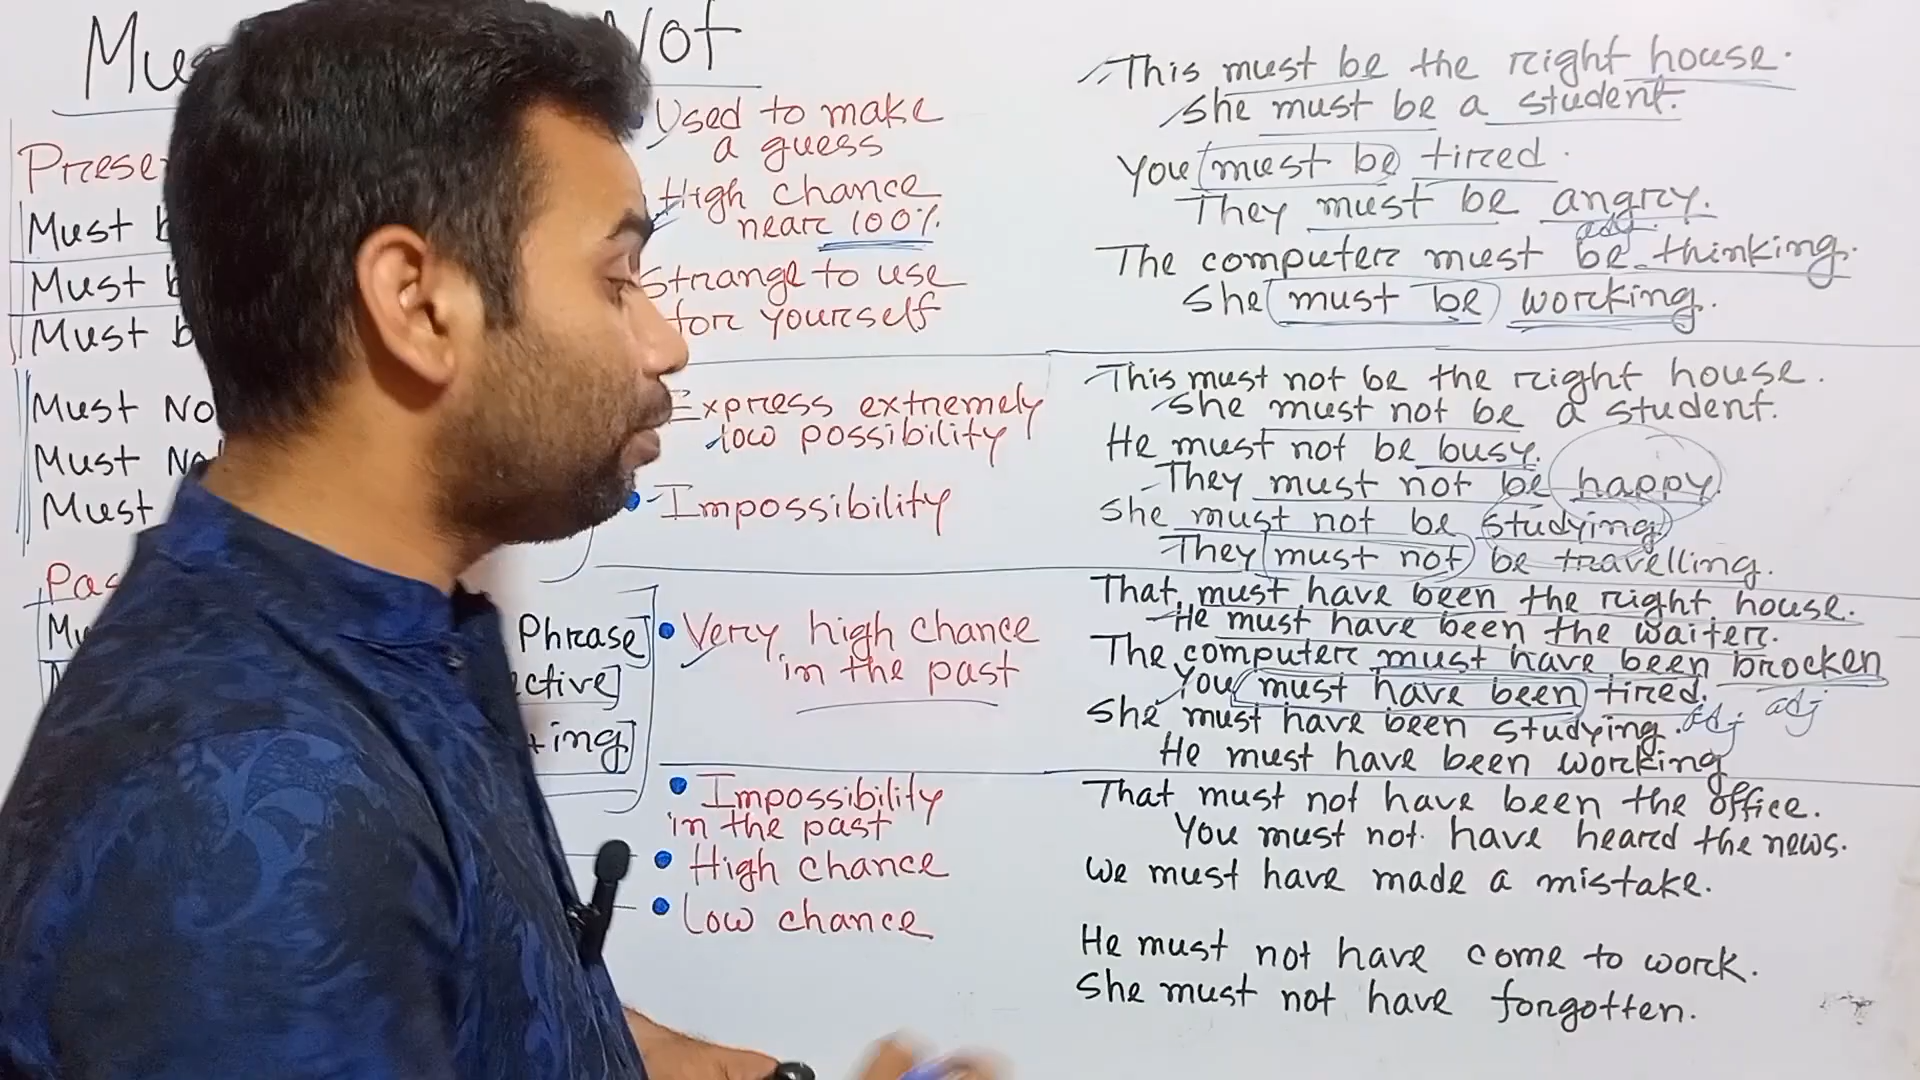 Not
Must
Must
Must
Must
Must
Must
Phrase
+ing
Used to make
a guess
High chance
near 100%.
Strange to use
for yourself
Express extremely
low possibility
Impossibility
Very high chance
in the past
Impossibility
in the past
High chance
Low chance
This must be the right house.
She must be a student.
You must be tired.
They must be angry.
adj
The computer must be thinking.
She must be working.
This must not be the right house.
She must not be a student.
He must not be busy.
They must not be happy.
She must not be studying.
They must not be travelling.
That must have been the right house.
He must have been the waiter.
The computer must have been brocken
You must have been tired.
adj
adj
She must have been studying.
He must have been working
That must not have been the office.
You must not have heard the news.
We must have made a mistake.
He must not have come to work.
She must not have forgotten.